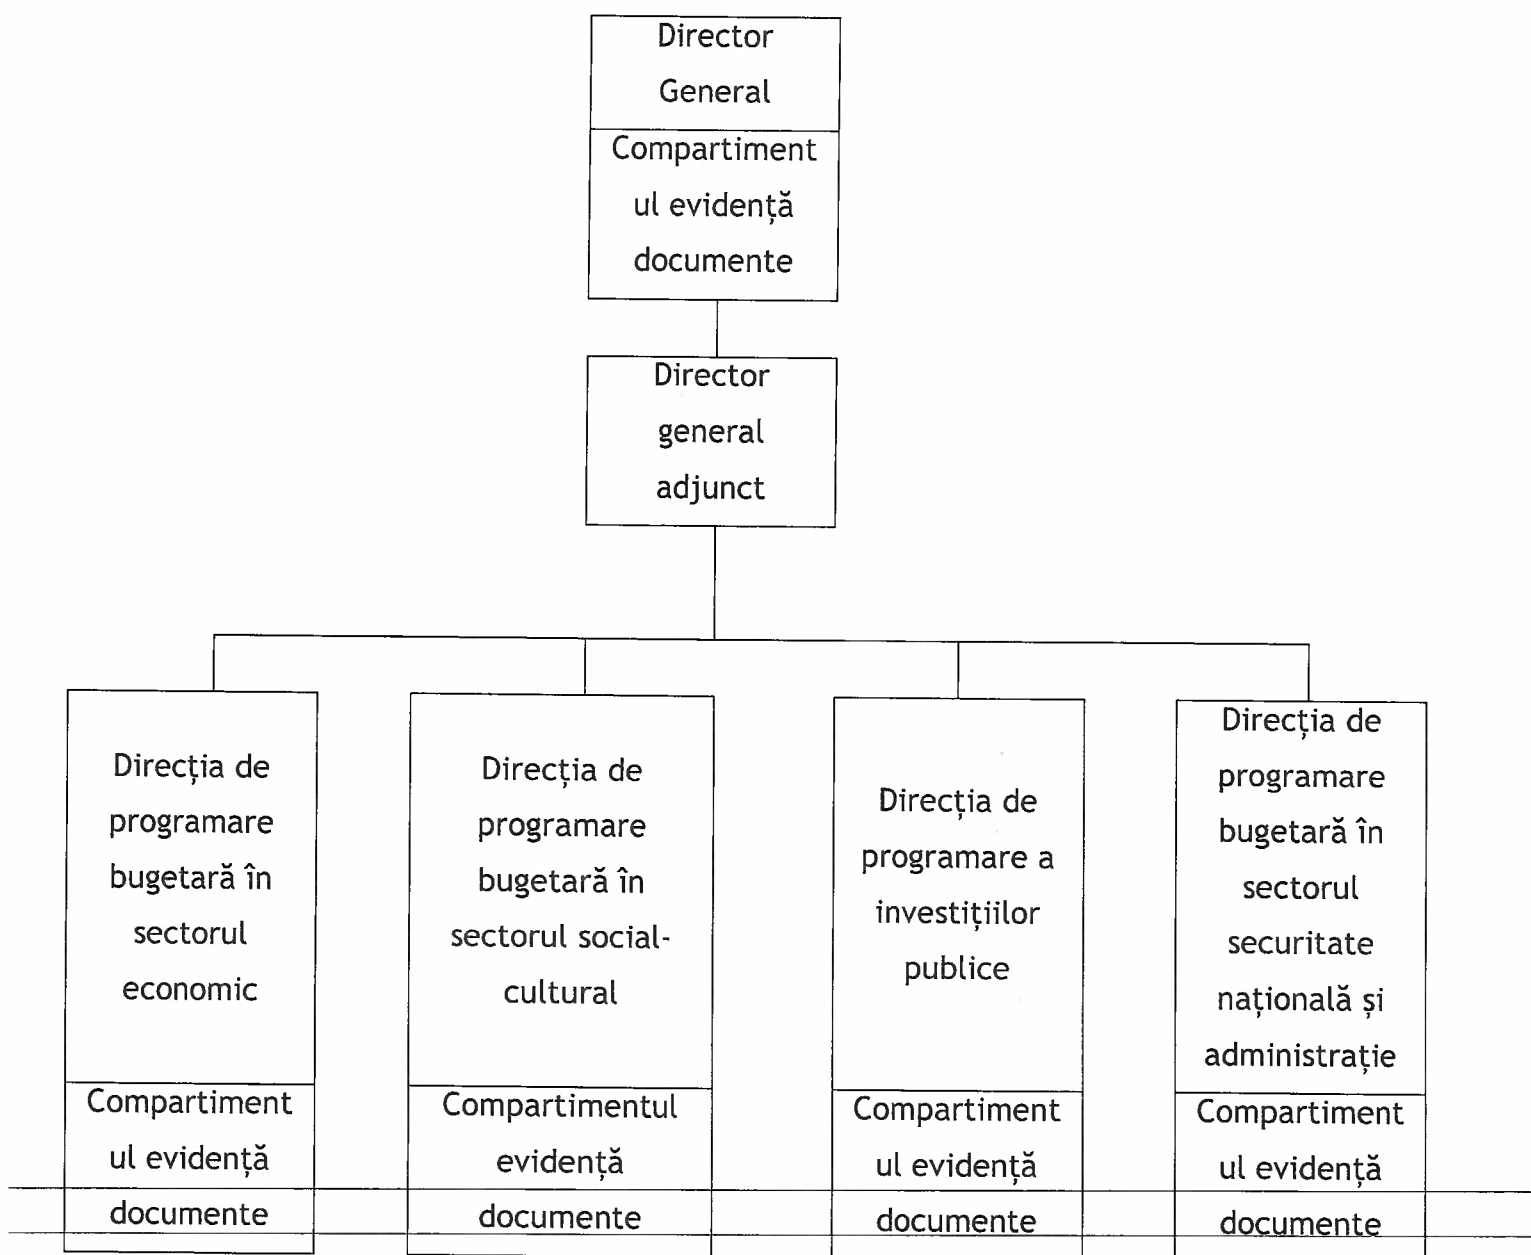 Director
General
Compartiment
ul evidență
documente
Director
general
adjunct
Direcția de
programare
bugetară în
sectorul
economic
Compartiment
ul evidență
documente
Direcția de
programare
bugetară în
sectorul social-
cultural
Compartimentul
evidență
documente
Direcția de
programare a
investițiilor
publice
Compartiment
ul evidență
documente
Direcția de
programare
bugetară în
sectorul
securitate
națională și
administrație
Compartiment
ul evidență
documente